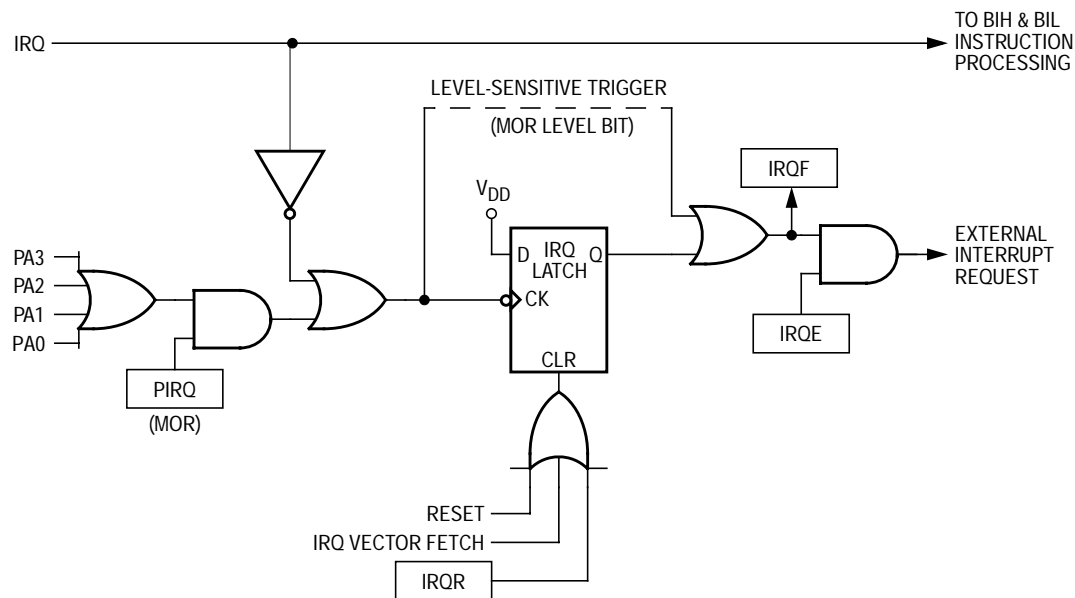 IRQ
TO BIH & BIL
INSTRUCTION
PROCESSING
LEVEL-SENSITIVE TRIGGER
(MOR LEVEL BIT)
IRQF
VDD
D
IRQ
LATCH
Q
CK
CLR
EXTERNAL
INTERRUPT
REQUEST
PA3
PA2
PA1
PA0
IRQE
PIRQ
(MOR)
RESET
IRQ VECTOR FETCH
IRQR